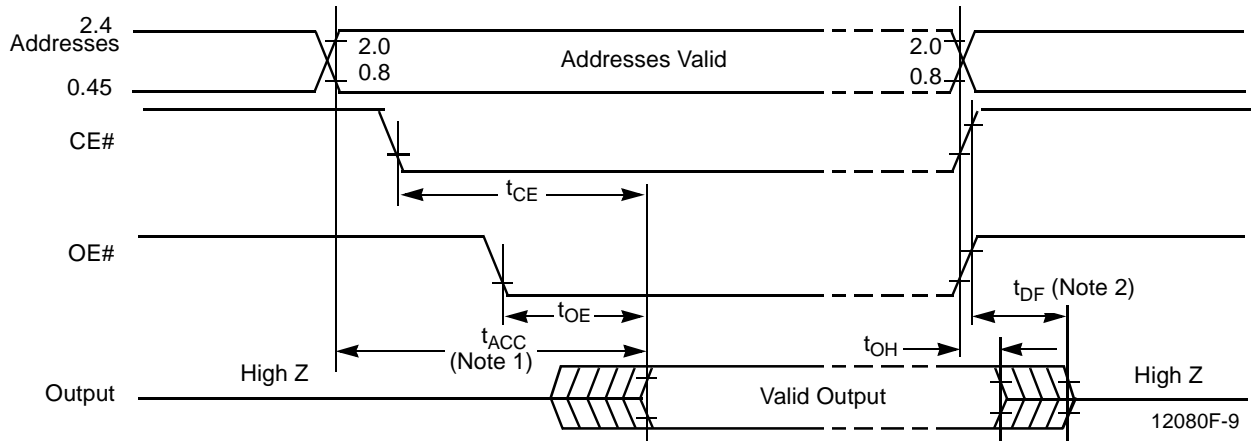 2.4
Addresses
0.45
2.0
0.8
Addresses Valid
2.0
0.8
CE#
tCE
OE#
tOE
tDF (Note 2)
tACC
(Note 1)
tOH
Output
High Z
Valid Output
High Z
12080F-9